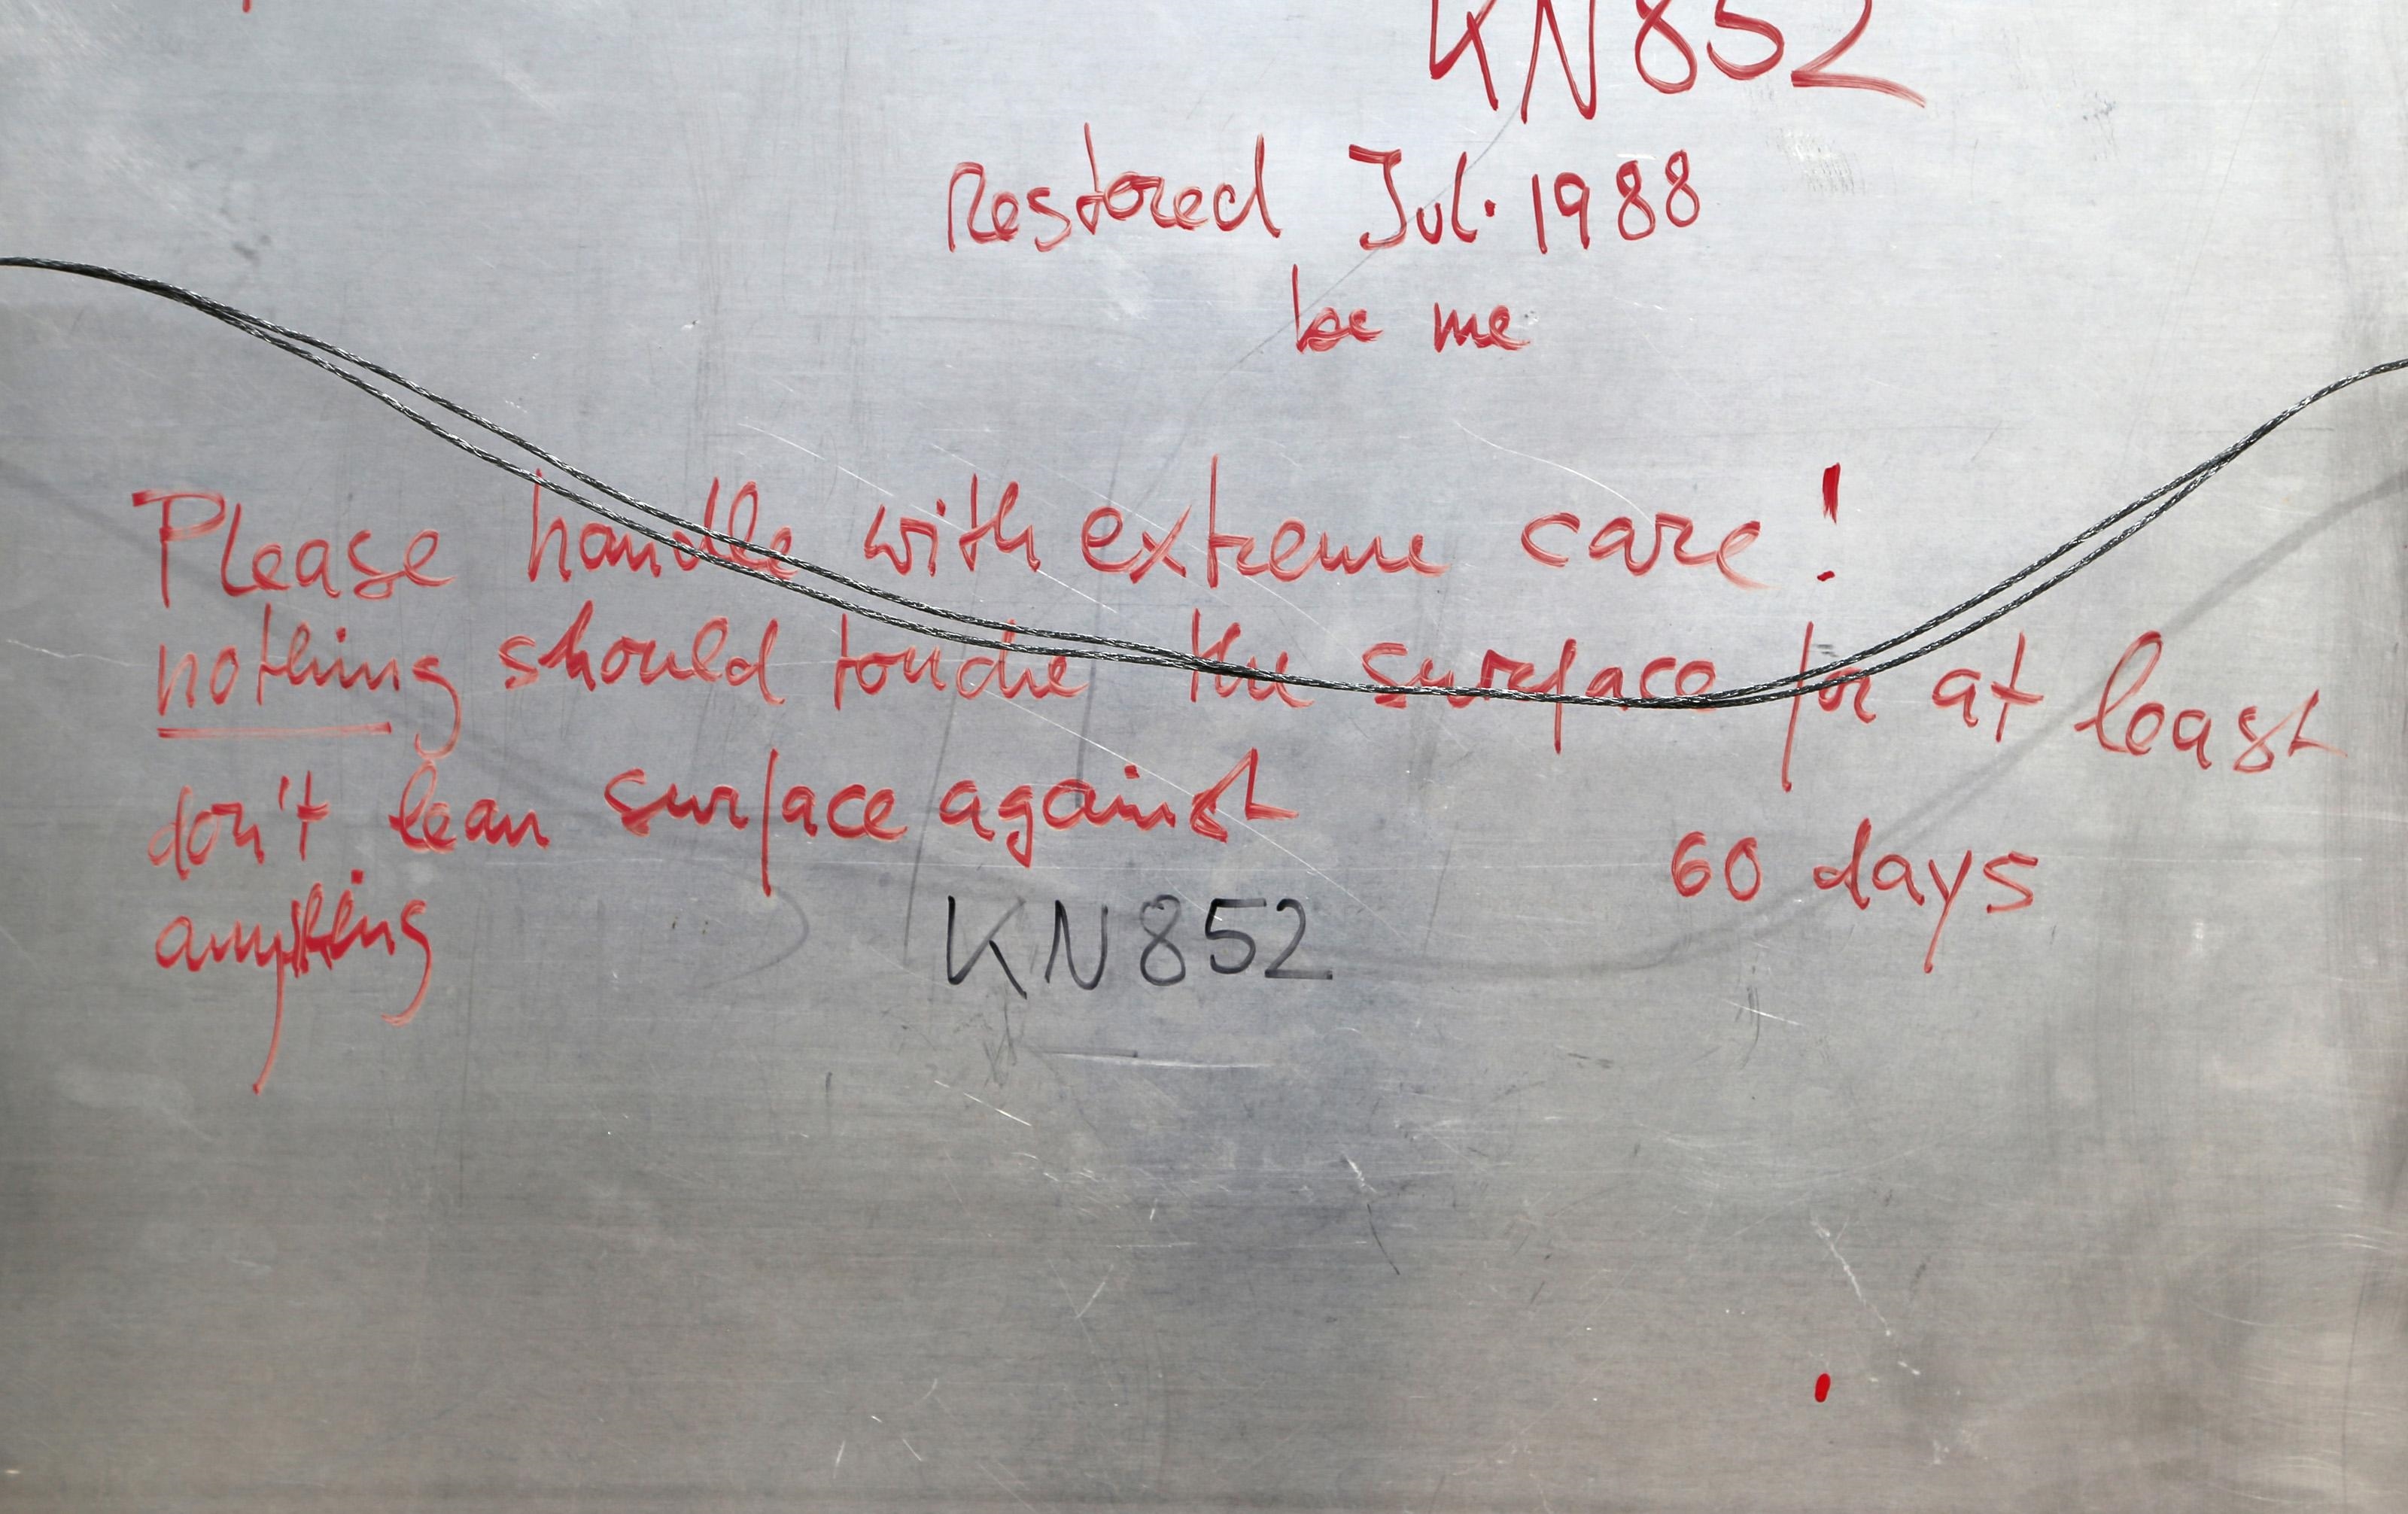 KN852
Restored Jul. 1988
be me
Please handle with extreme care!
nothing should touche the surface for at least
60 days
don't lean surface against
anything
KN852